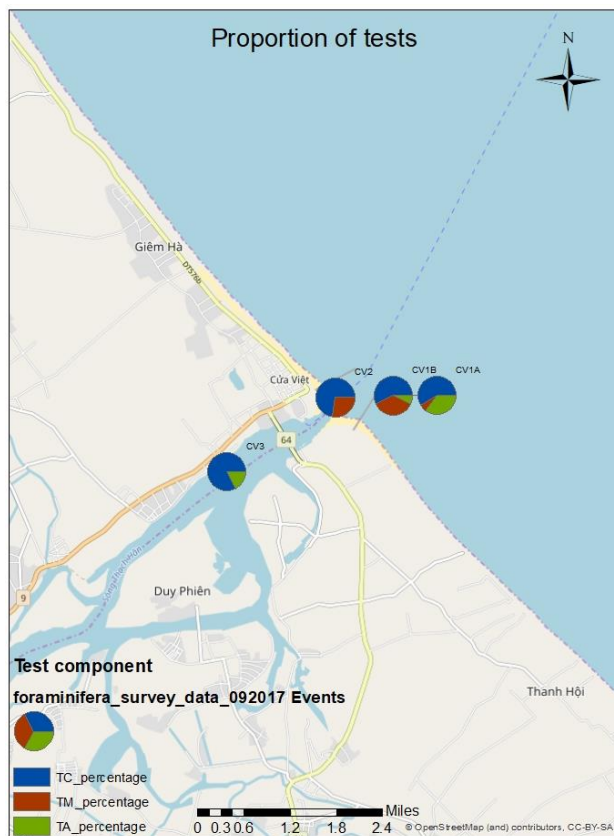 Proportion of tests
N
Giêm Hà
DT576b
CV2
CV1B
CV1A
Cửa Việt
64
CV3
9
Duy Phiên
Thanh Hội
Test component
foraminifera_survey_data_092017 Events
TC_percentage
TM_percentage
TA_percentage
Miles
0 0.3 0.6 1.2 1.8 2.4
© OpenStreetMap (and) contributors, CC-BY-S